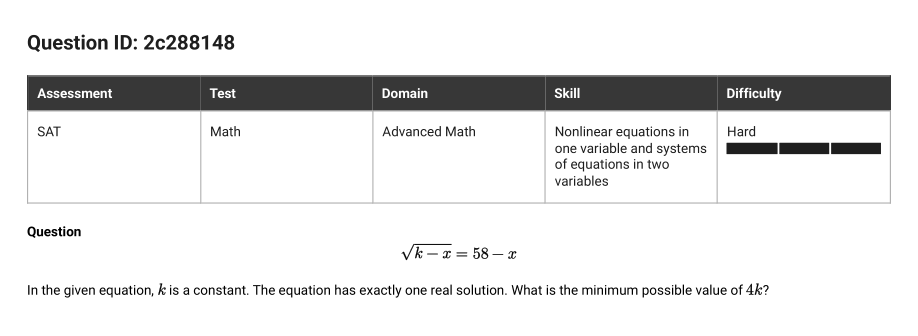 Question ID: 2c288148
Assessment Test Domain Skill Difficulty
SAT Math Advanced Math Nonlinear equations in one variable and systems of equations in two variables Hard
Question
√(k − x) = 58 − x
In the given equation, k is a constant. The equation has exactly one real solution. What is the minimum possible value of 4k?